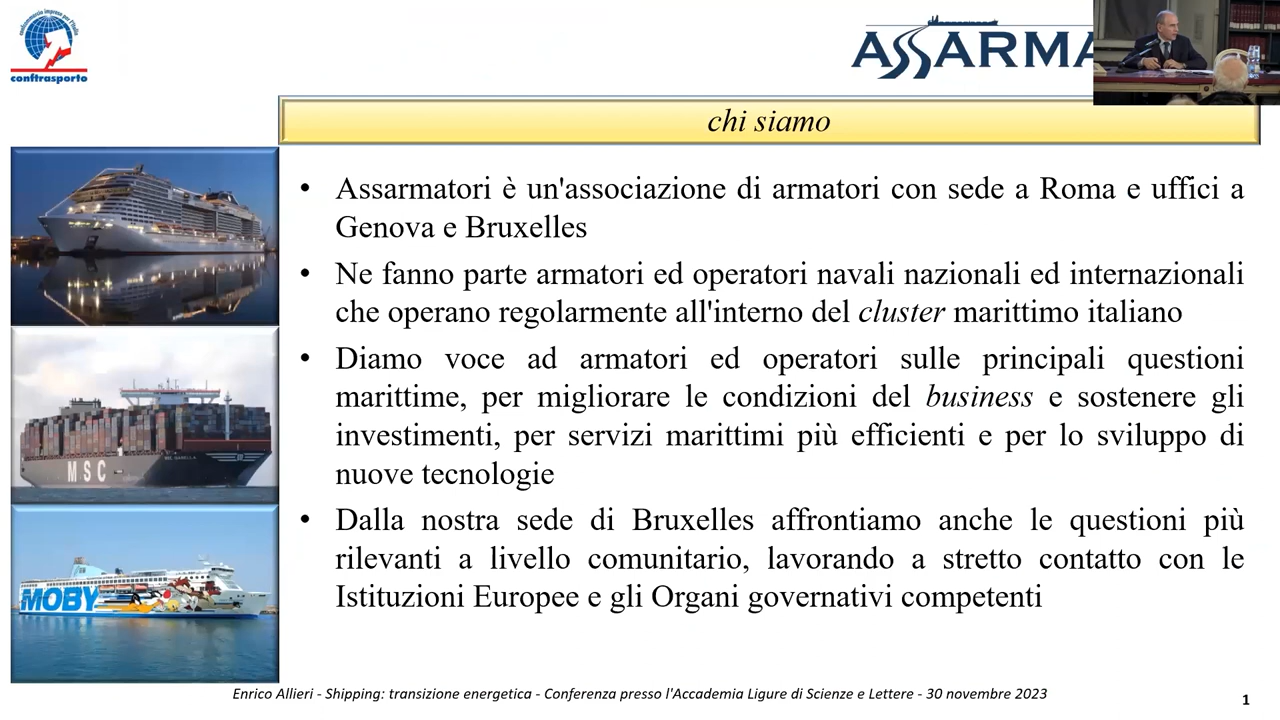 confcommercio imprese per l'Italia
conftrasporto
ASSARMA
chi siamo
• Assarmatori è un'associazione di armatori con sede a Roma e uffici a
Genova e Bruxelles
• Ne fanno parte armatori ed operatori navali nazionali ed internazionali
che operano regolarmente all'interno del cluster marittimo italiano
• Diamo voce ad armatori ed operatori sulle principali questioni
marittime, per migliorare le condizioni del business e sostenere gli
investimenti, per servizi marittimi più efficienti e per lo sviluppo di
nuove tecnologie
• Dalla nostra sede di Bruxelles affrontiamo anche le questioni più
rilevanti a livello comunitario, lavorando a stretto contatto con le
Istituzioni Europee e gli Organi governativi competenti
MSC
MOBY
Enrico Allieri - Shipping: transizione energetica - Conferenza presso l'Accademia Ligure di Scienze e Lettere - 30 novembre 2023
1